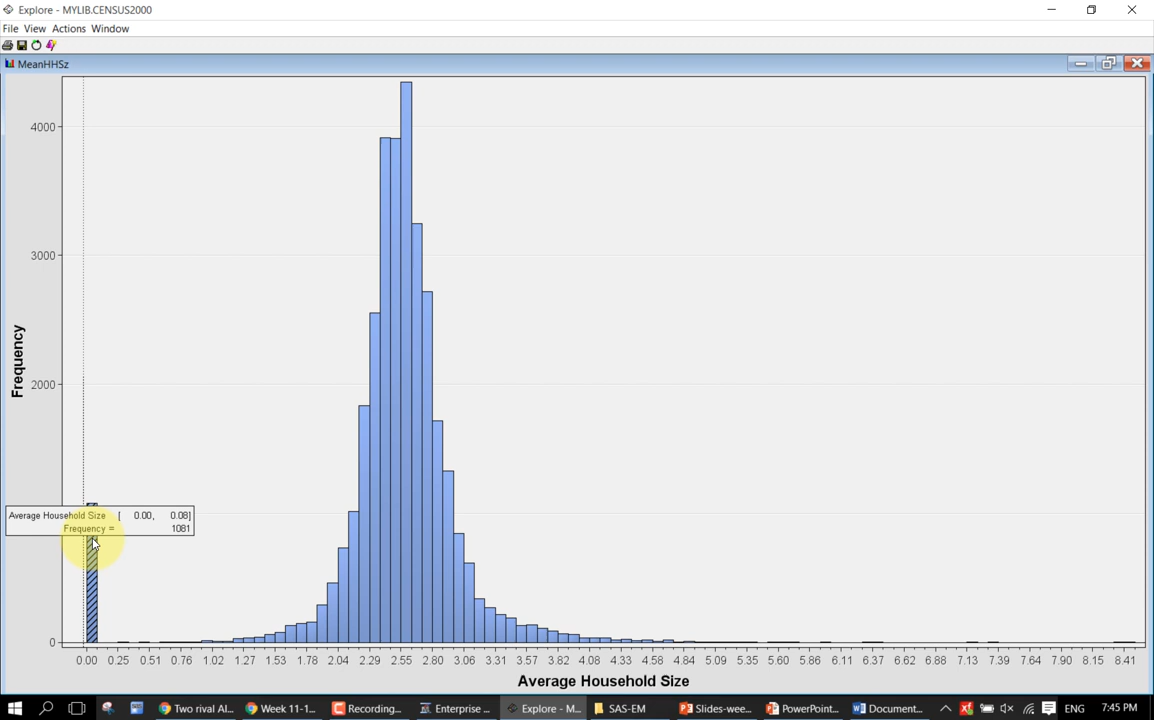 Explore - MYLIB.CENSUS2000
File View Actions Window
MeanHHSz
4000
3000
2000
0
Frequency
Average Household Size [ 0.00, 0.08]
Frequency = 1081
0.00 0.25 0.51 0.76 1.02 1.27 1.53 1.78 2.04 2.29 2.55 2.80 3.06 3.31 3.57 3.82 4.08 4.33 4.58 4.84 5.09 5.35 5.60 5.86 6.11 6.37 6.62 6.88 7.13 7.39 7.64 7.90 8.15 8.41
Average Household Size
Two rival Al... Week 11-1... Recording... Enterprise ... Explore - M... SAS-EM Slides-wee... PowerPoint... Document... ENG 7:45 PM